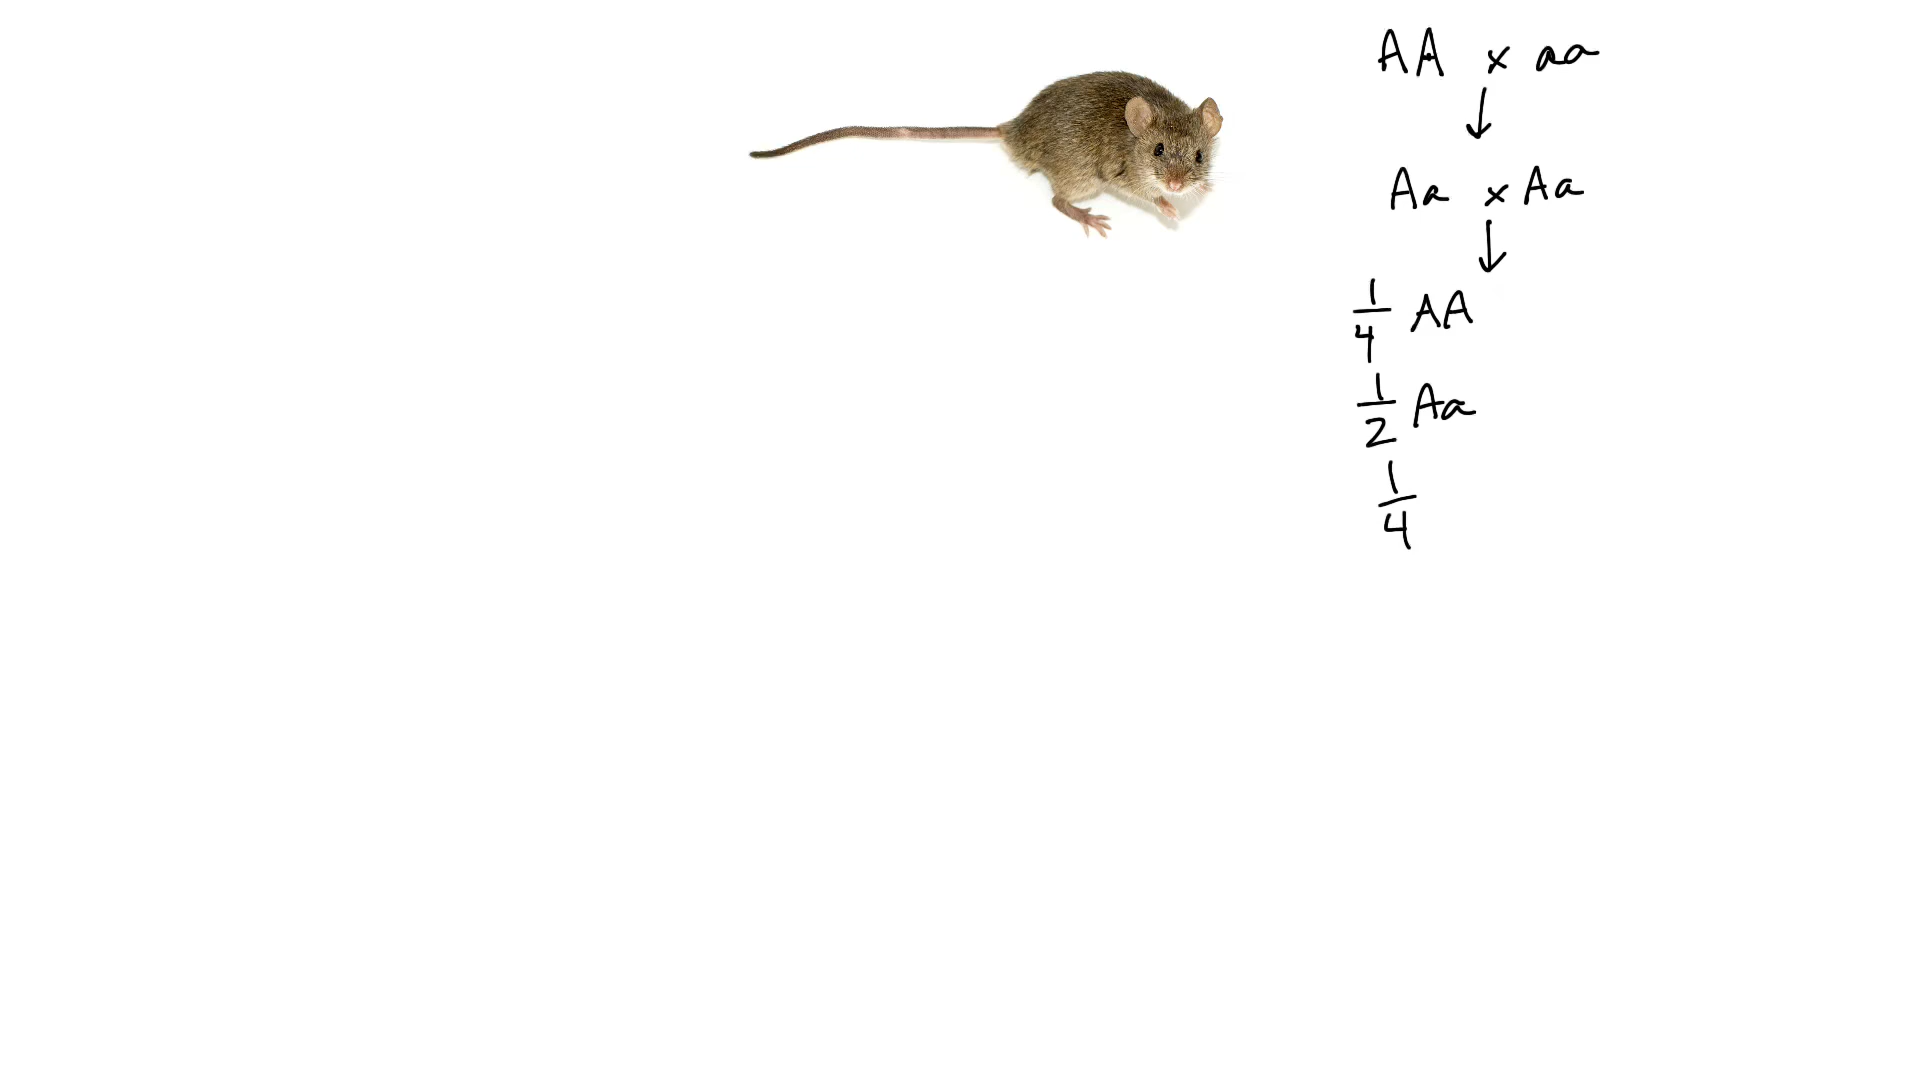 AA x aa
↓
Aa x Aa
↓
1/4 AA
1/2 Aa
1/4